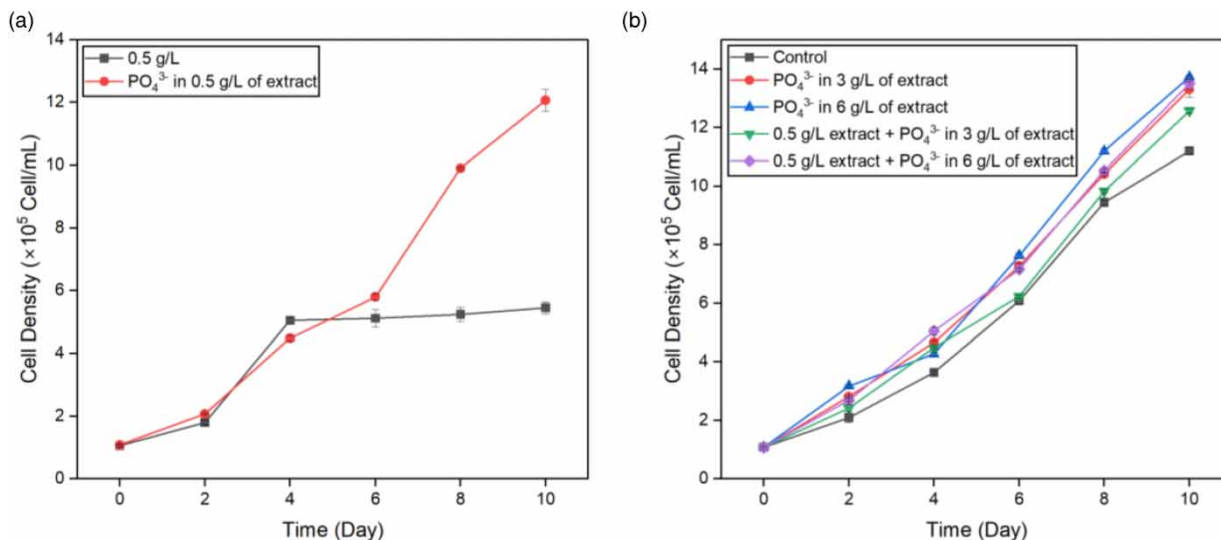 (a)
14
12
10
8
6
4
2
0
Cell Density (×10⁵ Cell/mL)
0.5 g/L
PO₄³⁻ in 0.5 g/L of extract
0 2 4 6 8 10
Time (Day)
(b)
14
12
10
8
6
4
2
0
Cell Density (×10⁵ Cell/mL)
Control
PO₄³⁻ in 3 g/L of extract
PO₄³⁻ in 6 g/L of extract
0.5 g/L extract + PO₄³⁻ in 3 g/L of extract
0.5 g/L extract + PO₄³⁻ in 6 g/L of extract
0 2 4 6 8 10
Time (Day)